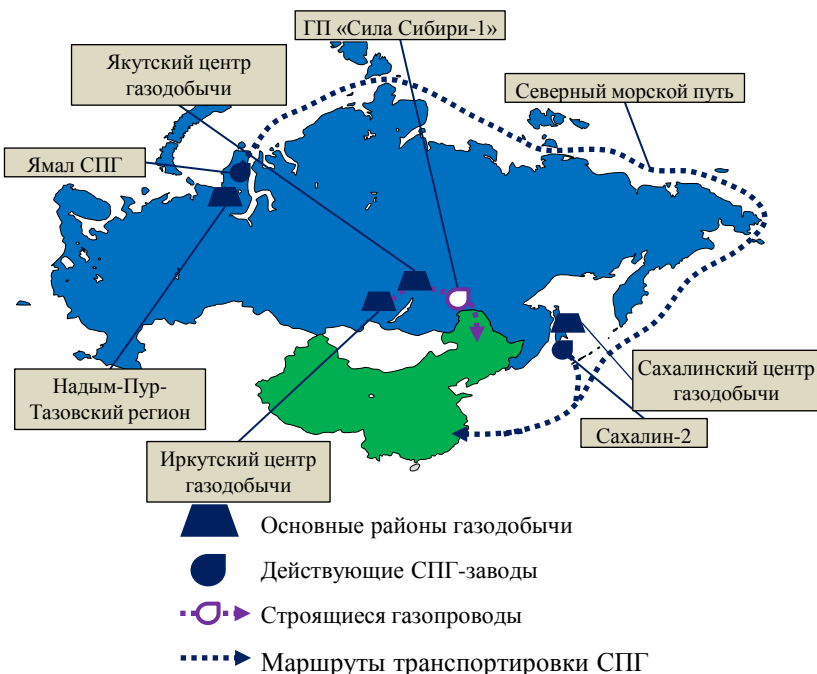 ГП «Сила Сибири-1»
Якутский центр
газодобычи
Северный морской путь
Ямал СПГ
Надым-Пур-
Тазовский регион
Сахалинский центр
газодобычи
Сахалин-2
Иркутский центр
газодобычи
Основные районы газодобычи
Действующие СПГ-заводы
Строящиеся газопроводы
Маршруты транспортировки СПГ